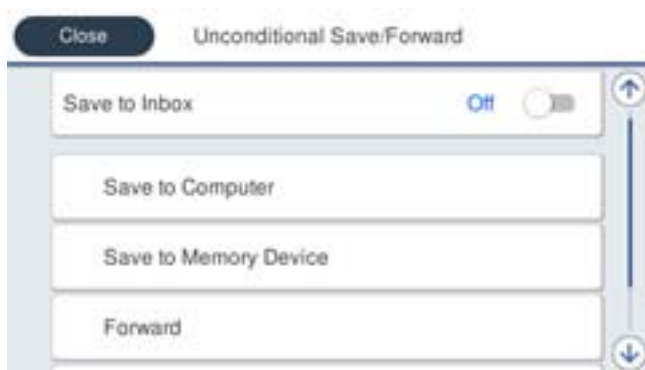 Close Unconditional Save/Forward
Save to Inbox Off
Save to Computer
Save to Memory Device
Forward